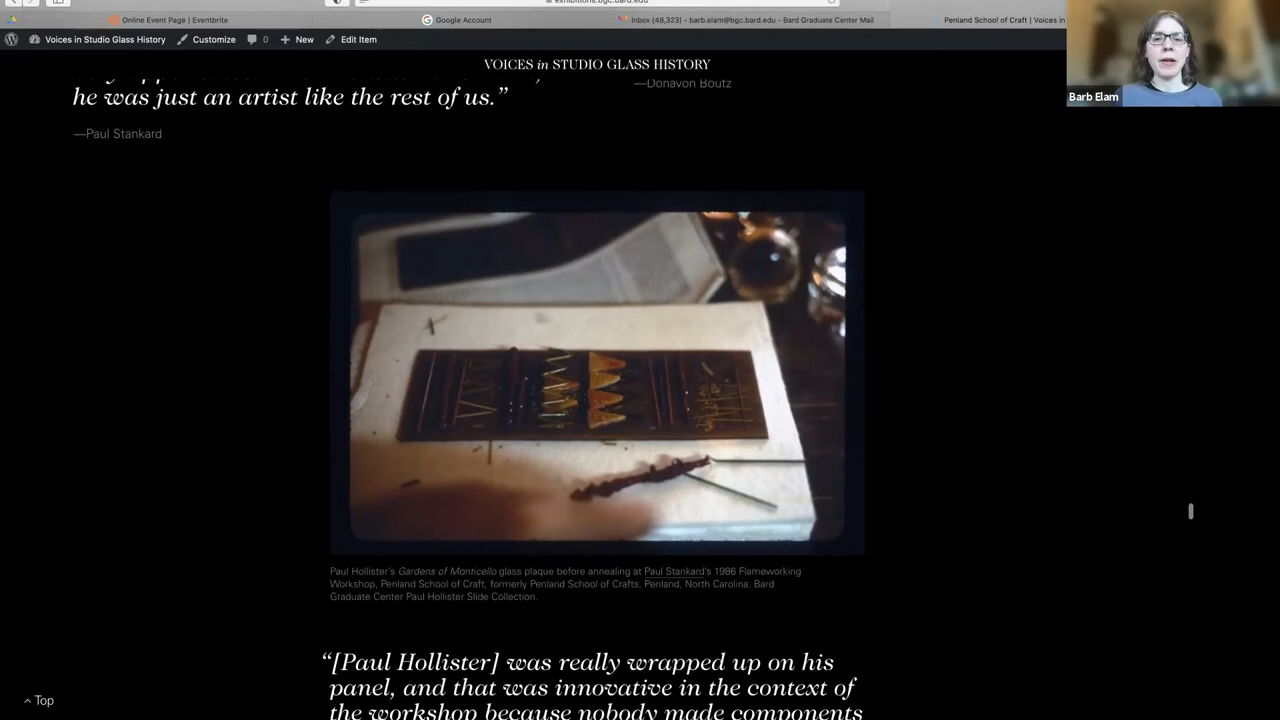 exhibitions.bgc.bard.edu
Online Event Page | Eventbrite
Google Account
Inbox (48,323) - barb.elam@bgc.bard.edu - Bard Graduate Center Mail
Penland School of Craft | Voices in
Voices in Studio Glass History
Customize
0
New
Edit Item
VOICES in STUDIO GLASS HISTORY
he was just an artist like the rest of us.”
—Paul Stankard
—Donavon Boutz
Barb Elam
Paul Hollister’s Gardens of Monticello glass plaque before annealing at Paul Stankard’s 1986 Flameworking
Workshop, Penland School of Craft, formerly Penland School of Crafts, Penland, North Carolina. Bard
Graduate Center Paul Hollister Slide Collection.
“[Paul Hollister] was really wrapped up on his
panel, and that was innovative in the context of
the workshop because nobody made components
Top